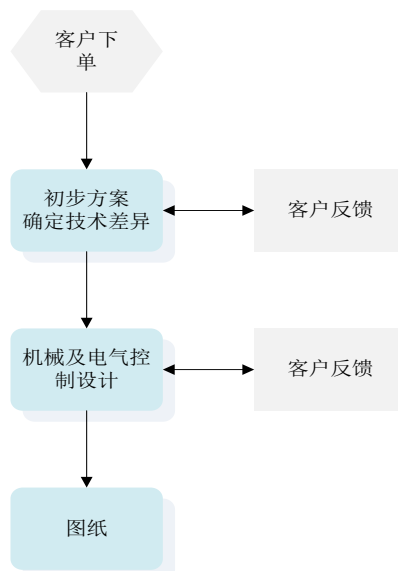 客户下
单
初步方案
确定技术差异
客户反馈
机械及电气控
制设计
客户反馈
图纸